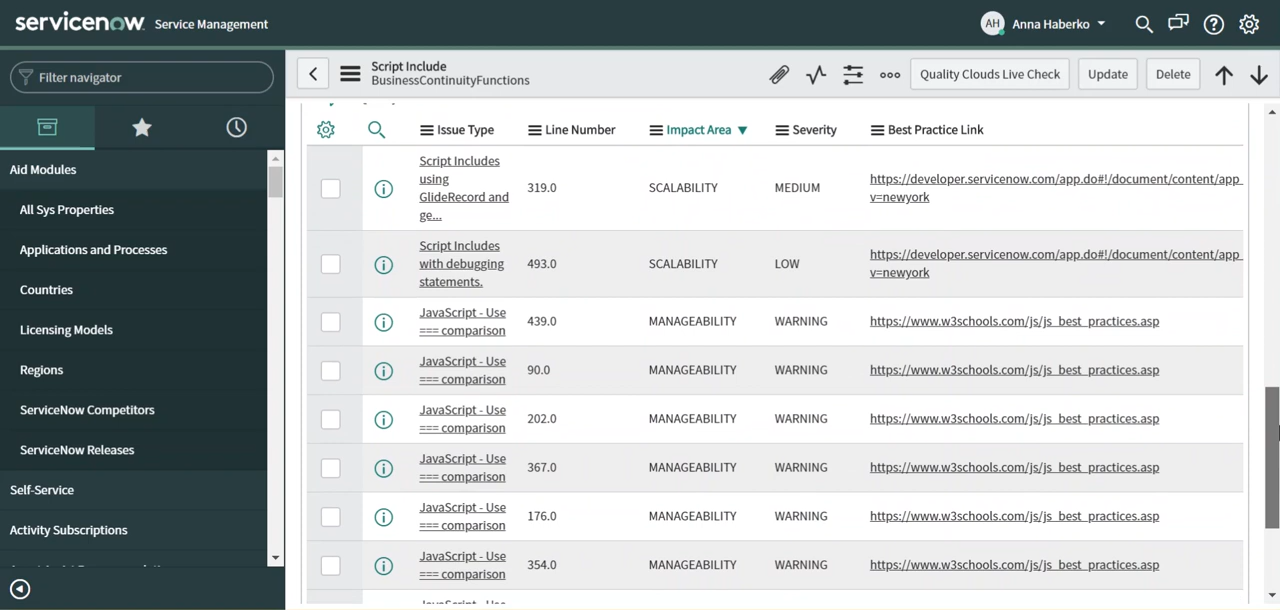 servicenow. Service Management
AH Anna Haberko
Filter navigator
Script Include
BusinessContinuityFunctions
Quality Clouds Live Check Update Delete
Issue Type Line Number Impact Area Severity Best Practice Link
Aid Modules
All Sys Properties
Applications and Processes
Countries
Licensing Models
Regions
ServiceNow Competitors
ServiceNow Releases
Self-Service
Activity Subscriptions
Script Includes
using
GlideRecord and
ge...
319.0
SCALABILITY
MEDIUM
https://developer.servicenow.com/app.do#!/document/content/app_
v=newyork
Script Includes
with debugging
statements.
493.0
SCALABILITY
LOW
https://developer.servicenow.com/app.do#!/document/content/app_
v=newyork
JavaScript - Use
=== comparison
439.0
MANAGEABILITY
WARNING
https://www.w3schools.com/js/js_best_practices.asp
JavaScript - Use
=== comparison
90.0
MANAGEABILITY
WARNING
https://www.w3schools.com/js/js_best_practices.asp
JavaScript - Use
=== comparison
202.0
MANAGEABILITY
WARNING
https://www.w3schools.com/js/js_best_practices.asp
JavaScript - Use
=== comparison
367.0
MANAGEABILITY
WARNING
https://www.w3schools.com/js/js_best_practices.asp
JavaScript - Use
=== comparison
176.0
MANAGEABILITY
WARNING
https://www.w3schools.com/js/js_best_practices.asp
JavaScript - Use
=== comparison
354.0
MANAGEABILITY
WARNING
https://www.w3schools.com/js/js_best_practices.asp